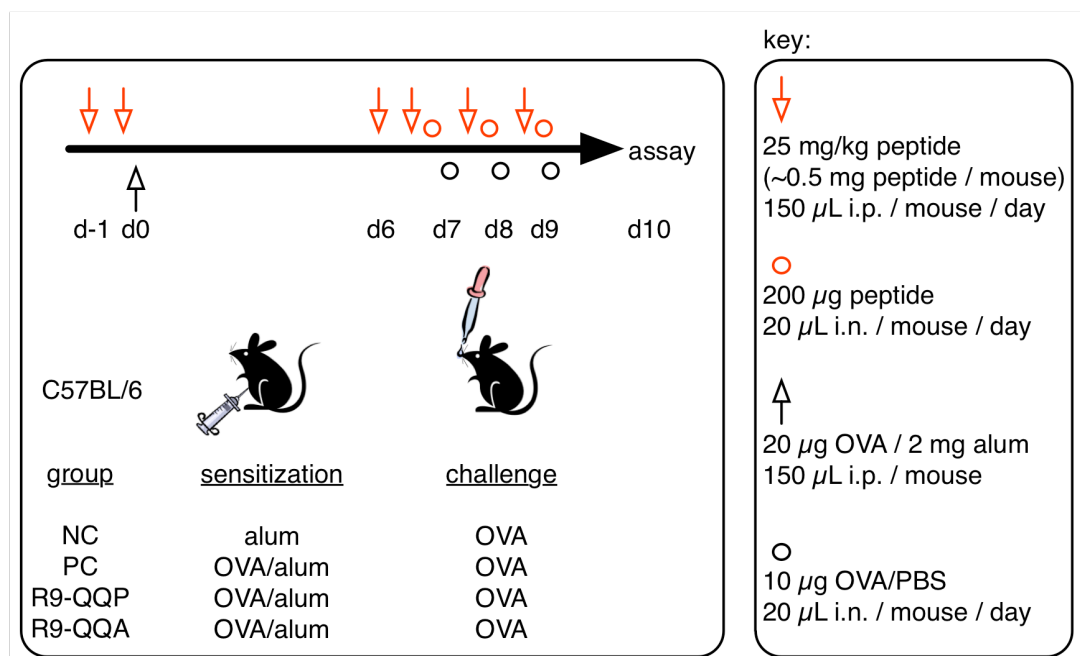 key:
assay
d-1 d0 d6 d7 d8 d9 d10
C57BL/6
group sensitization challenge
NC alum OVA
PC OVA/alum OVA
R9-QQP OVA/alum OVA
R9-QQA OVA/alum OVA
25 mg/kg peptide
(~0.5 mg peptide / mouse)
150 µL i.p. / mouse / day
200 µg peptide
20 µL i.n. / mouse / day
20 µg OVA / 2 mg alum
150 µL i.p. / mouse
10 µg OVA/PBS
20 µL i.n. / mouse / day